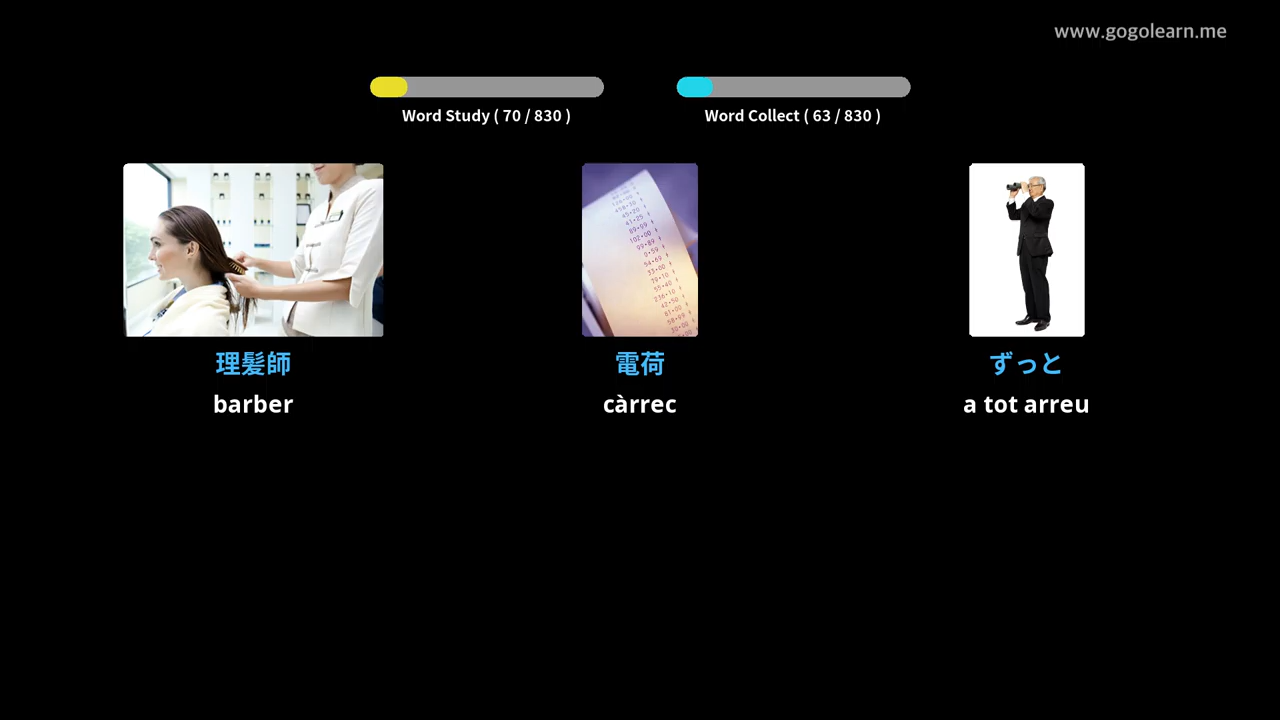 www.gogolearn.me
Word Study ( 70 / 830 )
Word Collect ( 63 / 830 )
理髪師
電荷
ずっと
barber
càrrec
a tot arreu